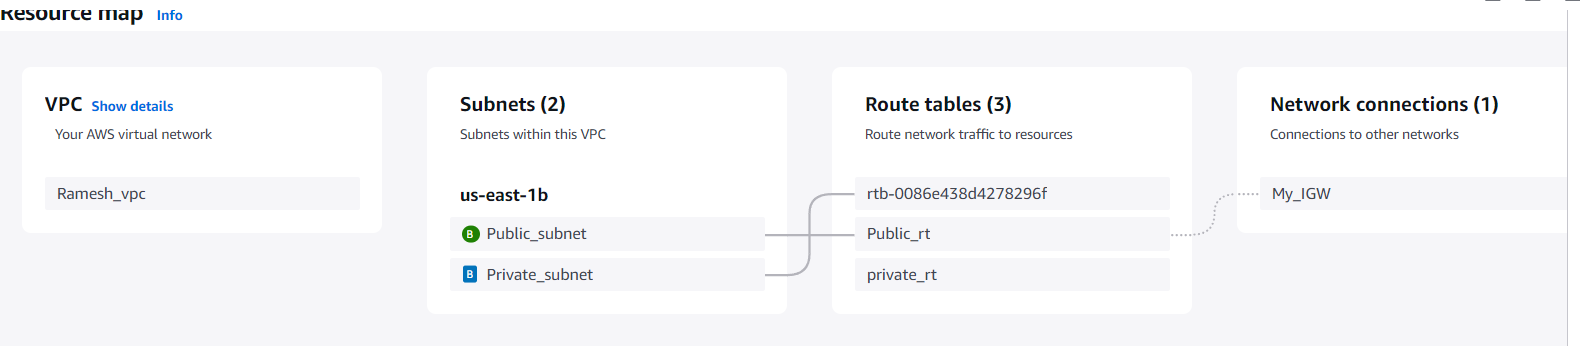 Resource map Info
VPC Show details
Your AWS virtual network
Ramesh_vpc
Subnets (2)
Subnets within this VPC
us-east-1b
B Public_subnet
B Private_subnet
Route tables (3)
Route network traffic to resources
rtb-0086e438d4278296f
Public_rt
private_rt
Network connections (1)
Connections to other networks
My_IGW